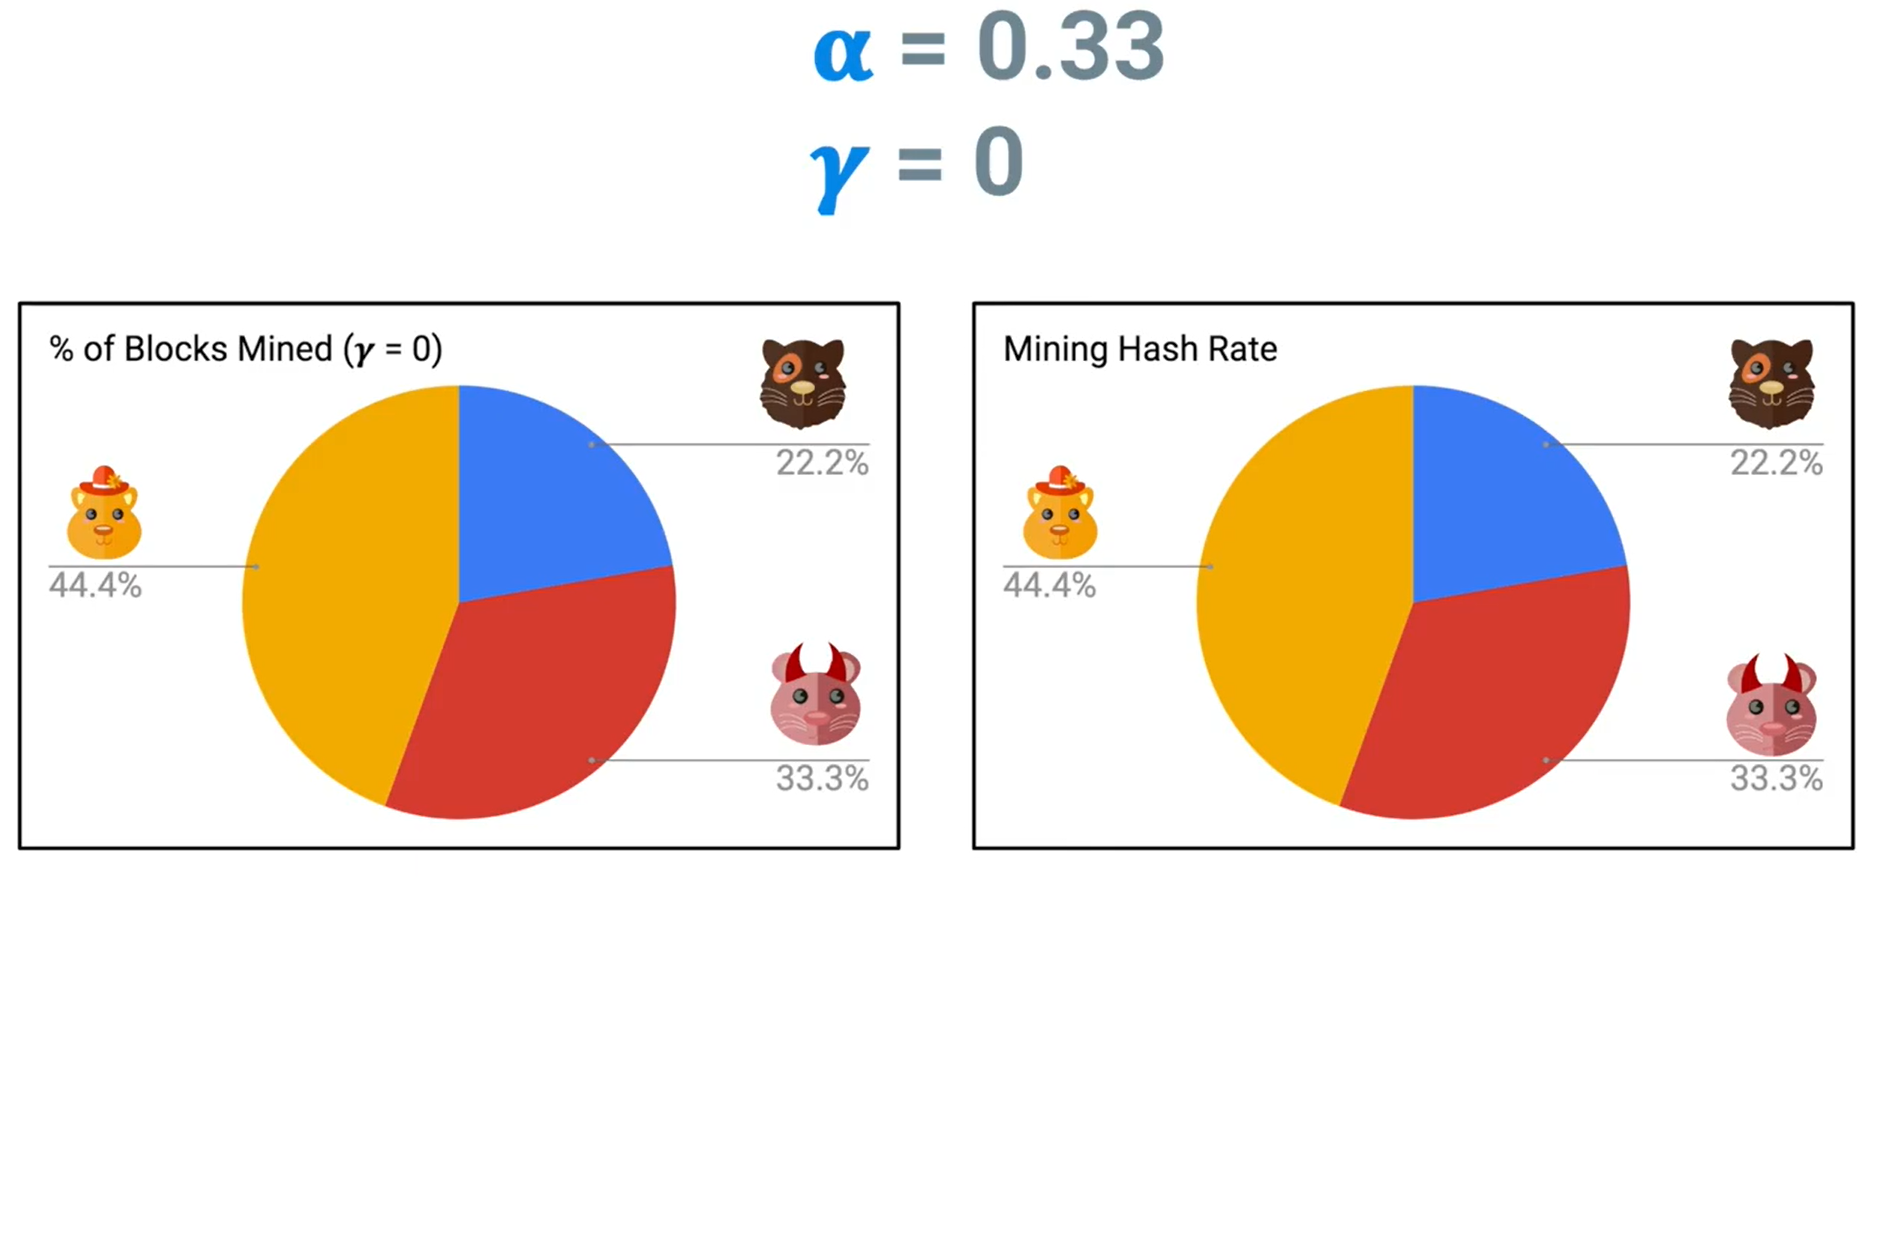 α = 0.33
γ = 0
% of Blocks Mined (γ = 0)
22.2%
44.4%
33.3%
Mining Hash Rate
22.2%
44.4%
33.3%